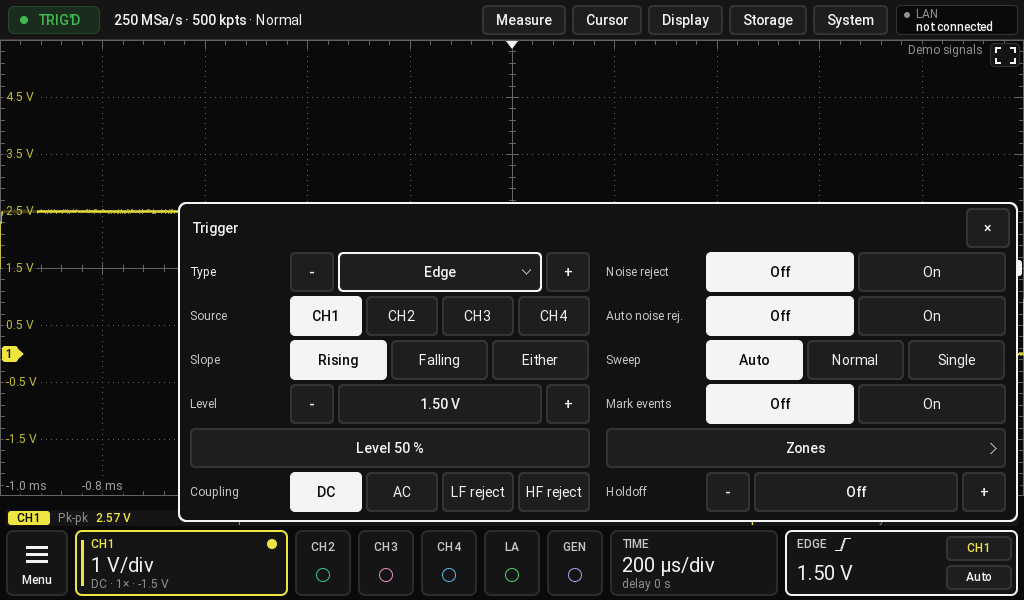 TRIG'D 250 MSa/s · 500 kpts · Normal Measure Cursor Display Storage System LAN
not connected
Demo signals
4.5 V
3.5 V
2.5 V
Trigger ×
Type - Edge + Noise reject Off On
1.5 V
Source CH1 CH2 CH3 CH4 Auto noise rej. Off On
0.5 V
1
Slope Rising Falling Either Sweep Auto Normal Single
-0.5 V
Level - 1.50 V + Mark events Off On
-1.5 V
Level 50 % Zones
-1.0 ms -0.8 ms
Coupling DC AC LF reject HF reject Holdoff - Off +
CH1 Pk-pk 2.57 V
Menu
CH1
1 V/div
DC · 1× · -1.5 V
CH2 CH3 CH4 LA GEN
TIME
200 µs/div
delay 0 s
EDGE CH1
1.50 V Auto